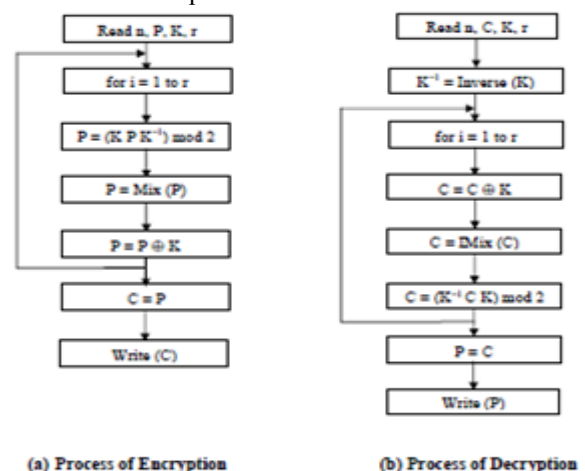 Read n, P, K, r
for i = 1 to r
P = (K P K⁻¹) mod 2
P = Mix (P)
P = P ⊕ K
C = P
Write (C)
(a) Process of Encryption
Read n, C, K, r
K⁻¹ = Inverse (K)
for i = 1 to r
C = C ⊕ K
C = IMix (C)
C = (K⁻¹ C K) mod 2
P = C
Write (P)
(b) Process of Decryption